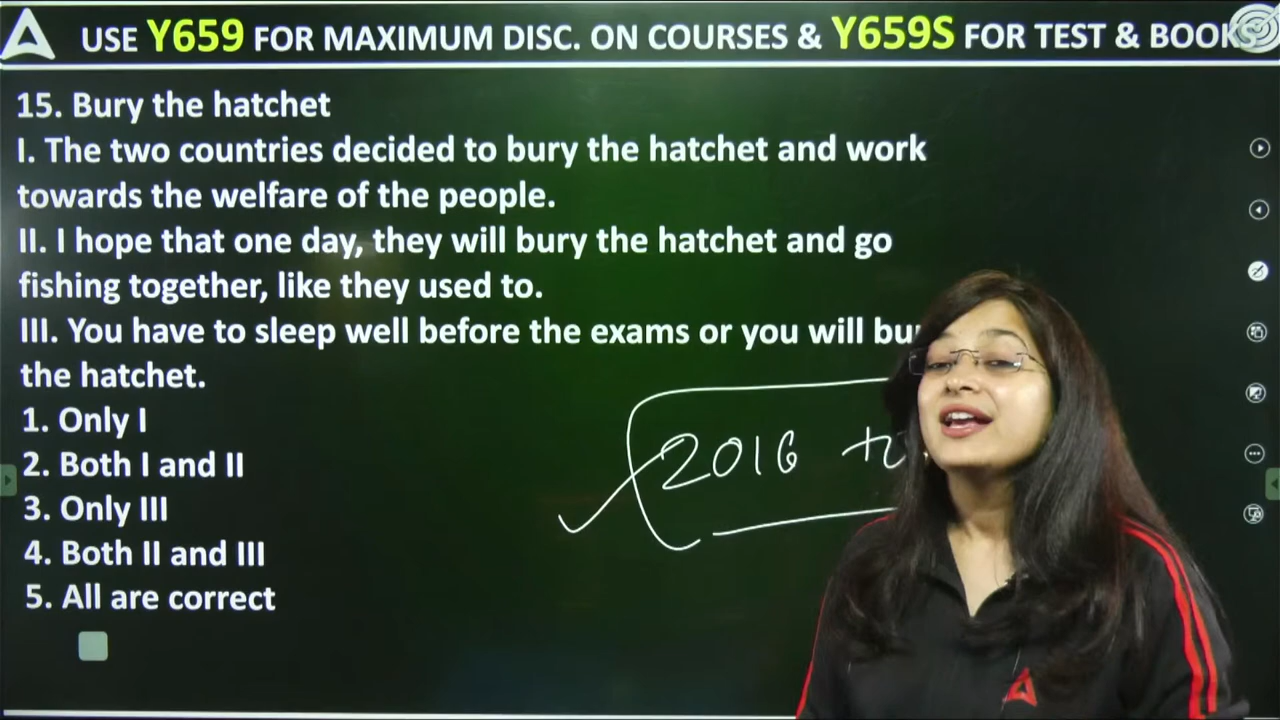 USE Y659 FOR MAXIMUM DISC. ON COURSES & Y659S FOR TEST & BOOKS
15. Bury the hatchet
I. The two countries decided to bury the hatchet and work
towards the welfare of the people.
II. I hope that one day, they will bury the hatchet and go
fishing together, like they used to.
III. You have to sleep well before the exams or you will
the hatchet.
1. Only I
2. Both I and II
2016
3. Only III
4. Both II and III
5. All are correct